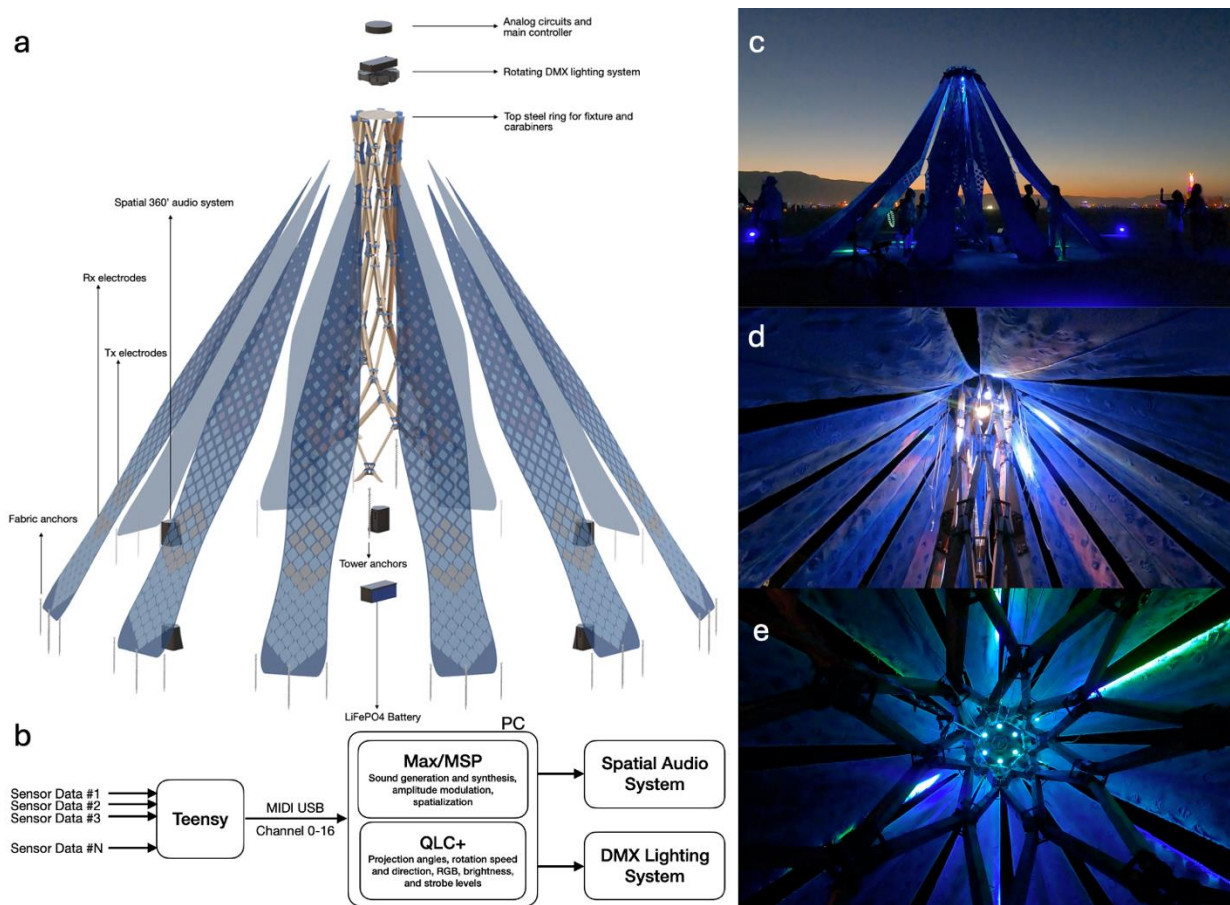 a
Analog circuits and
main controller
Rotating DMX lighting system
Top steel ring for fixture and
carabiners
Spatial 360' audio system
Rx electrodes
Tx electrodes
Fabric anchors
Tower anchors
LiFePO4 Battery
b
PC
Sensor Data #1
Sensor Data #2
Sensor Data #3
Sensor Data #N
Teensy
MIDI USB
Channel 0-16
Max/MSP
Sound generation and synthesis,
amplitude modulation,
spatialization
QLC+
Projection angles, rotation speed
and direction, RGB, brightness,
and strobe levels
Spatial Audio
System
DMX Lighting
System
c
d
e